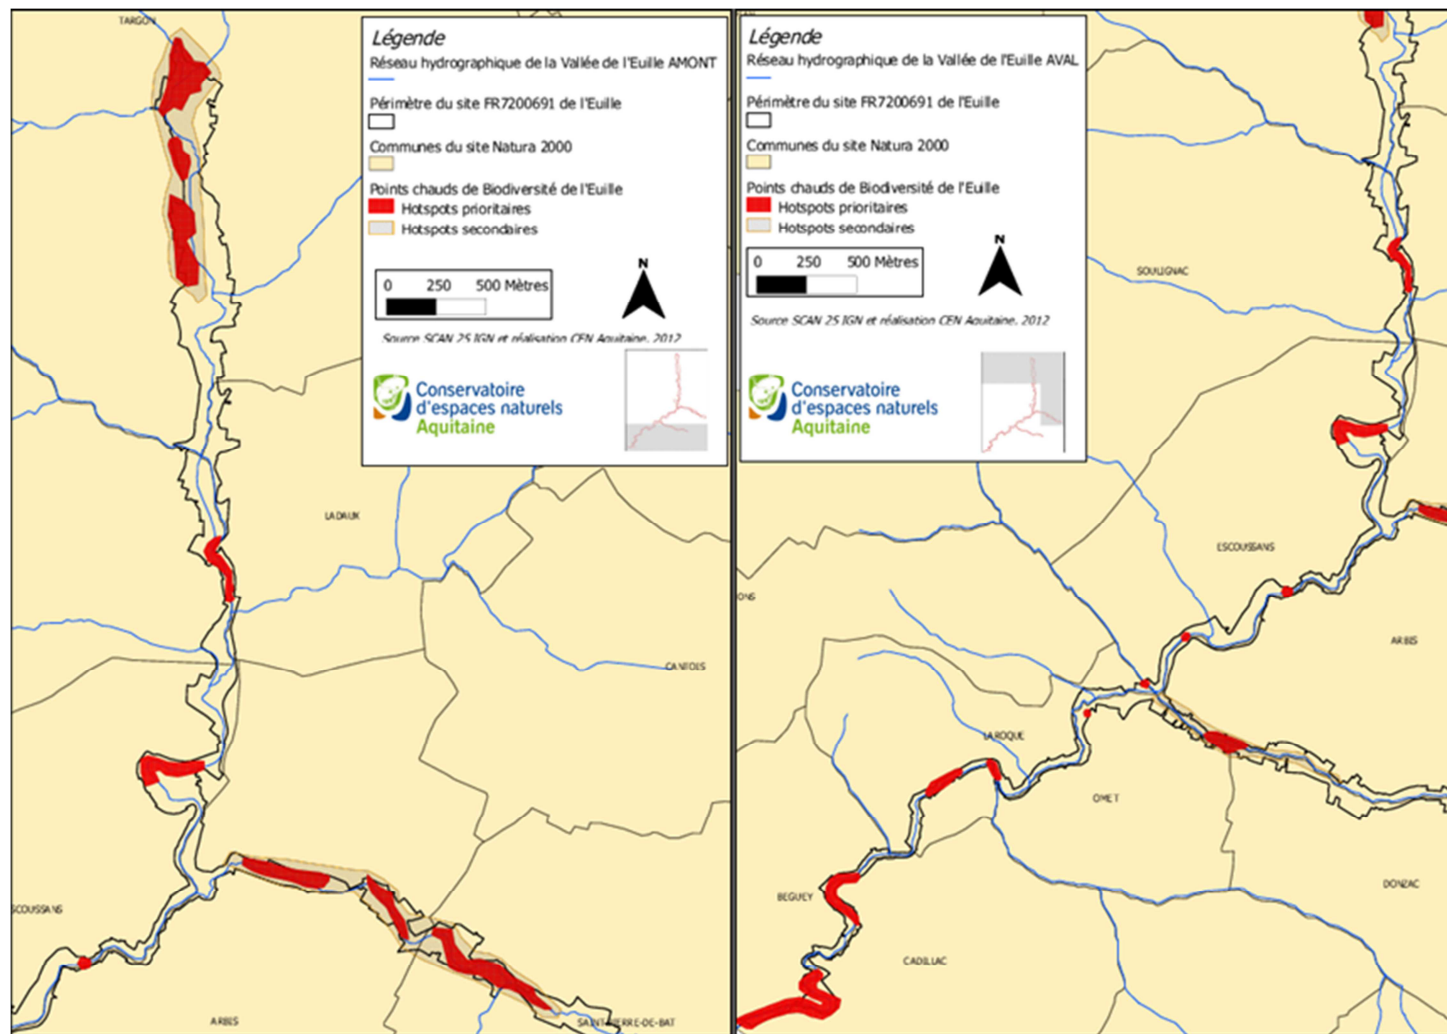 TARGON
Légende
Réseau hydrographique de la Vallée de l'Euille AMONT
Périmètre du site FR7200691 de l'Euille
Communes du site Natura 2000
Points chauds de Biodiversité de l'Euille
Hotspots prioritaires
Hotspots secondaires
N
0 250 500 Mètres
Source SCAN 25 IGN et réalisation CEN Aquitaine, 2012
Conservatoire
d'espaces naturels
Aquitaine
LADAUX
CANTOIS
SCOUSSANS
ARBIS
SAINT-PIERRE-DE-BAT
Légende
Réseau hydrographique de la Vallée de l'Euille AVAL
Périmètre du site FR7200691 de l'Euille
Communes du site Natura 2000
Points chauds de Biodiversité de l'Euille
Hotspots prioritaires
Hotspots secondaires
N
0 250 500 Mètres
Source SCAN 25 IGN et réalisation CEN Aquitaine, 2012
Conservatoire
d'espaces naturels
Aquitaine
SOULIGNAC
ESCOUSSANS
ONS
ARBIS
LAROQUE
OMET
BEGUEY
DONZAC
CADILLAC